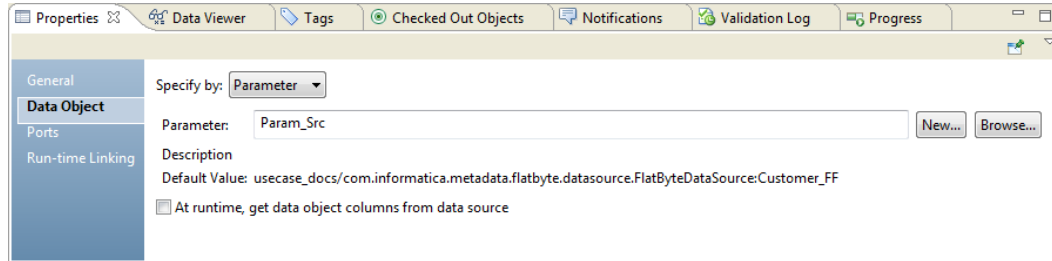 Properties Data Viewer Tags Checked Out Objects Notifications Validation Log Progress
General
Data Object
Ports
Run-time Linking
Specify by: Parameter
Parameter: Param_Src New... Browse...
Description
Default Value: usecase_docs/com.informatica.metadata.flatbyte.datasource.FlatByteDataSource:Customer_FF
At runtime, get data object columns from data source